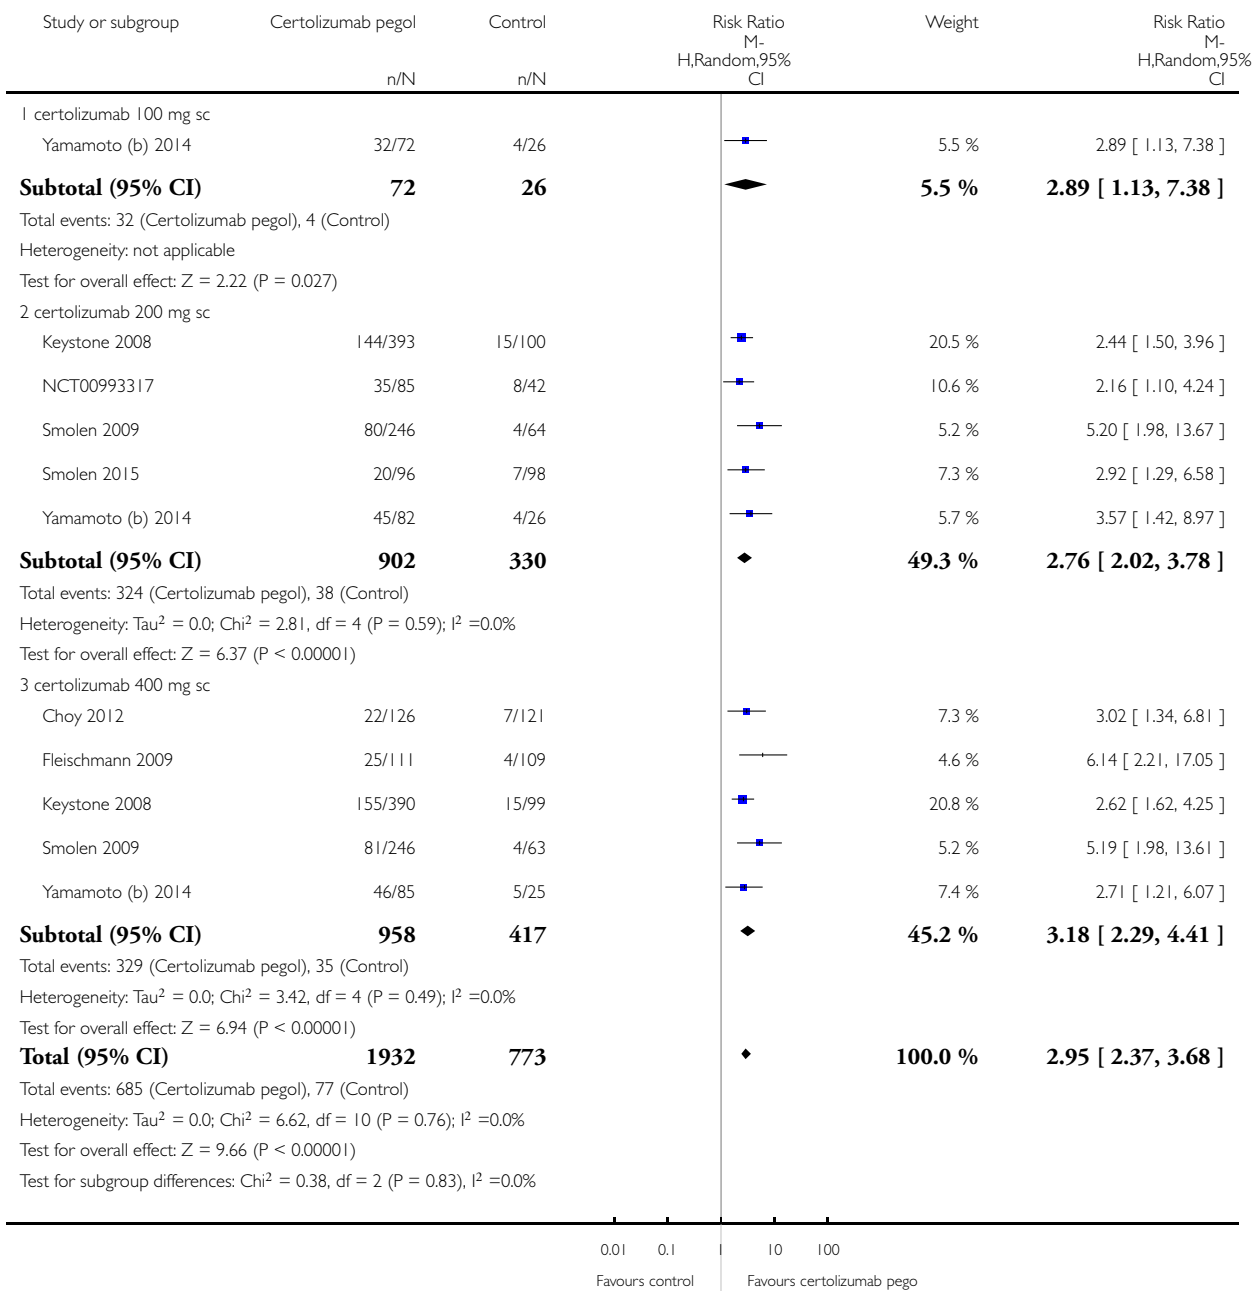 Study or subgroup Certolizumab pegol Control Risk Ratio Weight Risk Ratio
M- M-
H,Random,95% H,Random,95%
n/N n/N CI CI
1 certolizumab 100 mg sc
Yamamoto (b) 2014 32/72 4/26 5.5 % 2.89 [ 1.13, 7.38 ]
Subtotal (95% CI) 72 26 5.5 % 2.89 [ 1.13, 7.38 ]
Total events: 32 (Certolizumab pegol), 4 (Control)
Heterogeneity: not applicable
Test for overall effect: Z = 2.22 (P = 0.027)
2 certolizumab 200 mg sc
Keystone 2008 144/393 15/100 20.5 % 2.44 [ 1.50, 3.96 ]
NCT00993317 35/85 8/42 10.6 % 2.16 [ 1.10, 4.24 ]
Smolen 2009 80/246 4/64 5.2 % 5.20 [ 1.98, 13.67 ]
Smolen 2015 20/96 7/98 7.3 % 2.92 [ 1.29, 6.58 ]
Yamamoto (b) 2014 45/82 4/26 5.7 % 3.57 [ 1.42, 8.97 ]
Subtotal (95% CI) 902 330 49.3 % 2.76 [ 2.02, 3.78 ]
Total events: 324 (Certolizumab pegol), 38 (Control)
Heterogeneity: Tau² = 0.0; Chi² = 2.81, df = 4 (P = 0.59); I² =0.0%
Test for overall effect: Z = 6.37 (P < 0.00001)
3 certolizumab 400 mg sc
Choy 2012 22/126 7/121 7.3 % 3.02 [ 1.34, 6.81 ]
Fleischmann 2009 25/111 4/109 4.6 % 6.14 [ 2.21, 17.05 ]
Keystone 2008 155/390 15/99 20.8 % 2.62 [ 1.62, 4.25 ]
Smolen 2009 81/246 4/63 5.2 % 5.19 [ 1.98, 13.61 ]
Yamamoto (b) 2014 46/85 5/25 7.4 % 2.71 [ 1.21, 6.07 ]
Subtotal (95% CI) 958 417 45.2 % 3.18 [ 2.29, 4.41 ]
Total events: 329 (Certolizumab pegol), 35 (Control)
Heterogeneity: Tau² = 0.0; Chi² = 3.42, df = 4 (P = 0.49); I² =0.0%
Test for overall effect: Z = 6.94 (P < 0.00001)
Total (95% CI) 1932 773 100.0 % 2.95 [ 2.37, 3.68 ]
Total events: 685 (Certolizumab pegol), 77 (Control)
Heterogeneity: Tau² = 0.0; Chi² = 6.62, df = 10 (P = 0.76); I² =0.0%
Test for overall effect: Z = 9.66 (P < 0.00001)
Test for subgroup differences: Chi² = 0.38, df = 2 (P = 0.83), I² =0.0%
0.01 0.1 1 10 100
Favours control Favours certolizumab pego